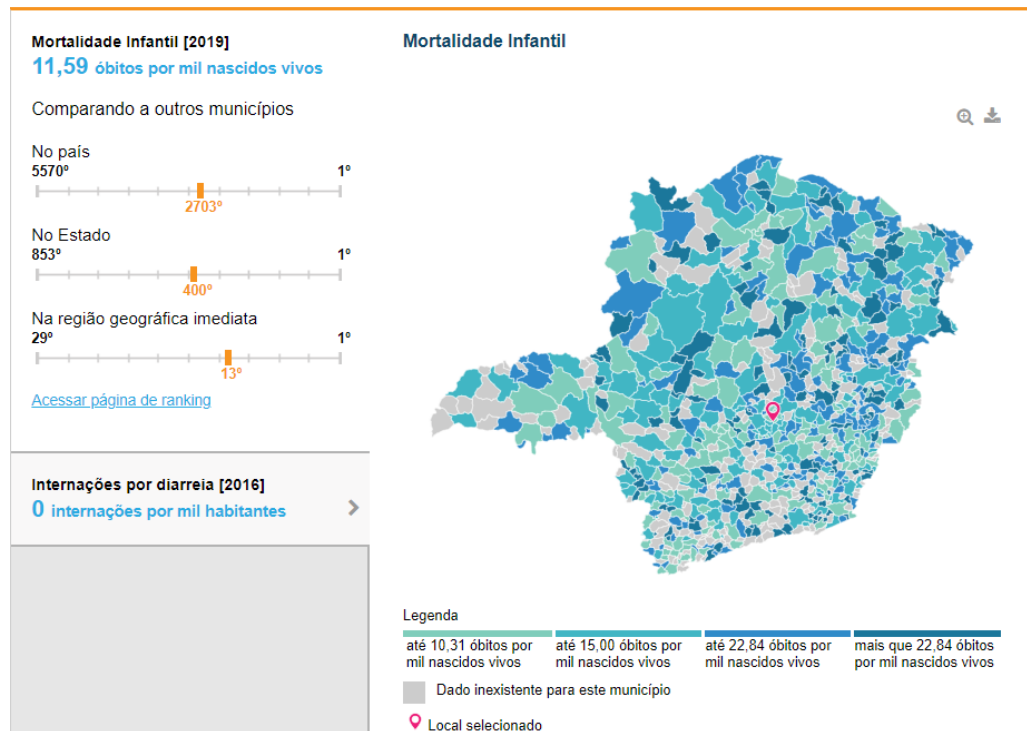 Mortalidade Infantil [2019]
11,59 óbitos por mil nascidos vivos
Comparando a outros municípios
No país
5570º 1º
2703º
No Estado
853º 1º
400º
Na região geográfica imediata
29º 1º
13º
Acessar página de ranking
Internações por diarreia [2016]
0 internações por mil habitantes
Mortalidade Infantil
Legenda
até 10,31 óbitos por
mil nascidos vivos
até 15,00 óbitos por
mil nascidos vivos
até 22,84 óbitos por
mil nascidos vivos
mais que 22,84 óbitos
por mil nascidos vivos
Dado inexistente para este município
Local selecionado